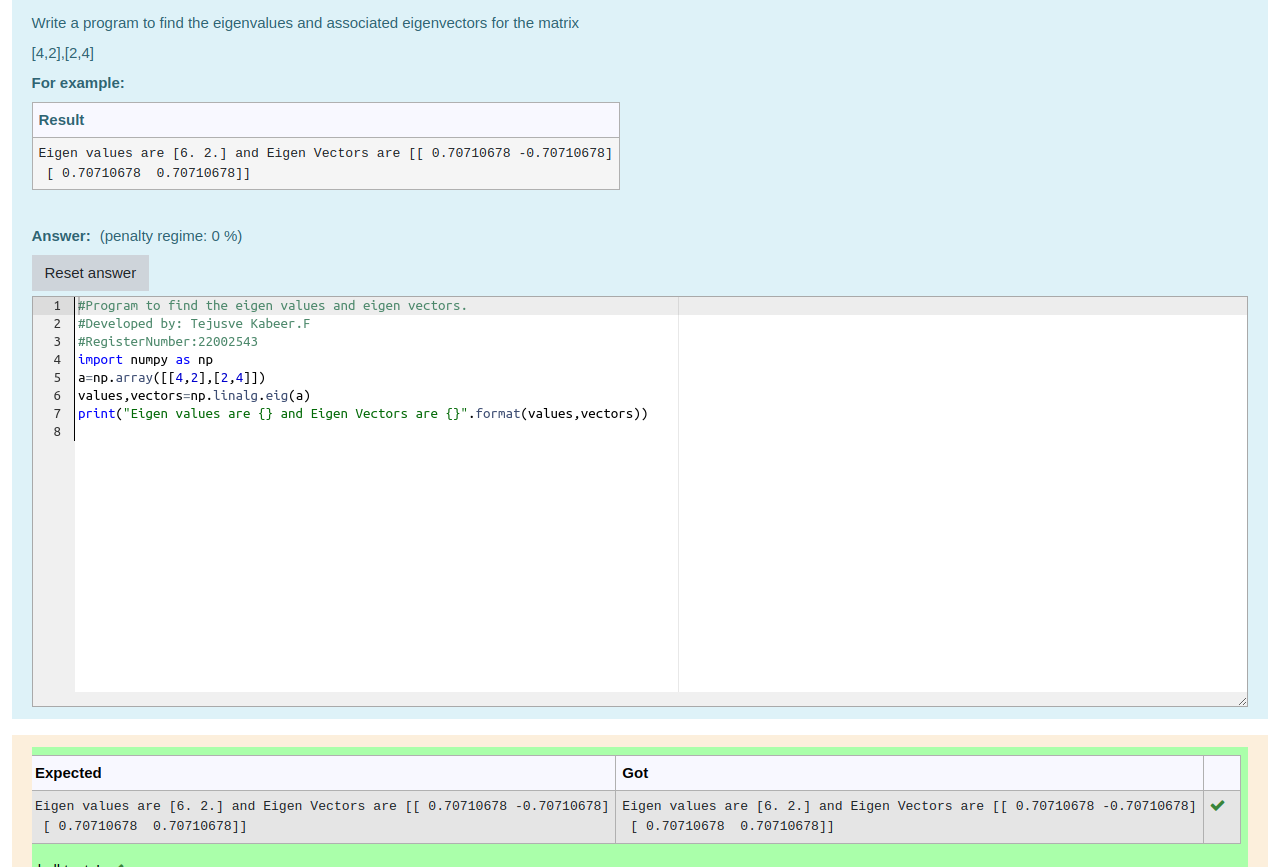 Write a program to find the eigenvalues and associated eigenvectors for the matrix
[4,2],[2,4]
For example:
Result
Eigen values are [6. 2.] and Eigen Vectors are [[ 0.70710678 -0.70710678]
 [ 0.70710678  0.70710678]]
Answer: (penalty regime: 0 %)
Reset answer
1 #Program to find the eigen values and eigen vectors.
2 #Developed by: Tejusve Kabeer.F
3 #RegisterNumber:22002543
4 import numpy as np
5 a=np.array([[4,2],[2,4]])
6 values,vectors=np.linalg.eig(a)
7 print("Eigen values are {} and Eigen Vectors are {}".format(values,vectors))
8
Expected Got
Eigen values are [6. 2.] and Eigen Vectors are [[ 0.70710678 -0.70710678] Eigen values are [6. 2.] and Eigen Vectors are [[ 0.70710678 -0.70710678]
 [ 0.70710678  0.70710678]]  [ 0.70710678  0.70710678]]